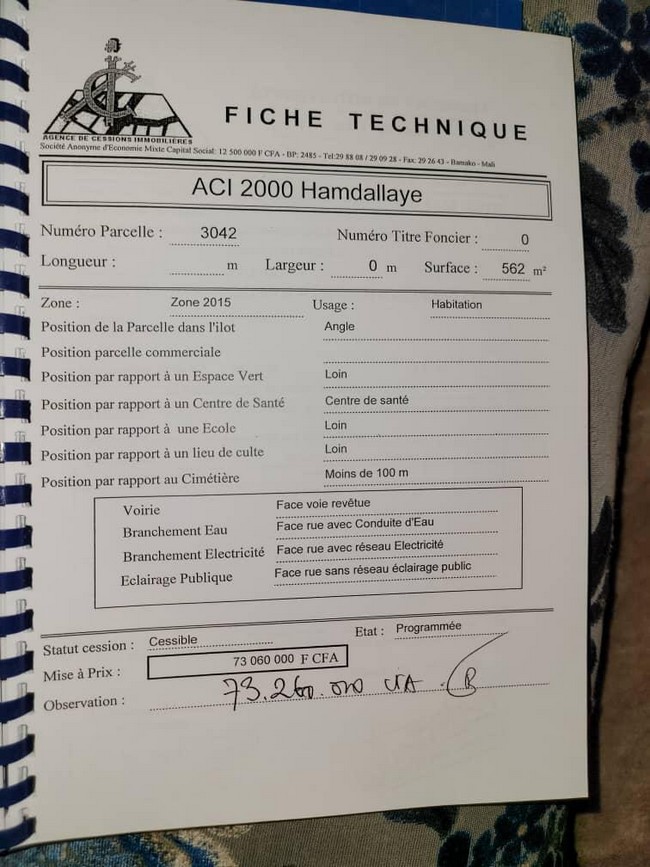 FICHE TECHNIQUE
AGENCE DE CESSIONS IMMOBILIÈRES
Société Anonyme d'Economie Mixte Capital Social: 12 500 000 F CFA - BP: 2485 - Tel:29 88 08 / 29 09 28 - Fax: 29 26 43 - Bamako - Mali
ACI 2000 Hamdallaye
Numéro Parcelle : 3042 Numéro Titre Foncier : 0
Longueur : m Largeur : 0 m Surface : 562 m²
Zone : Zone 2015 Usage : Habitation
Position de la Parcelle dans l'ilot Angle
Position parcelle commerciale
Position par rapport à un Espace Vert Loin
Position par rapport à un Centre de Santé Centre de santé
Position par rapport à une Ecole Loin
Position par rapport à un lieu de culte Loin
Position par rapport au Cimétière Moins de 100 m
Voirie Face voie revêtue
Branchement Eau Face rue avec Conduite d'Eau
Branchement Electricité Face rue avec réseau Electricité
Eclairage Publique Face rue sans réseau éclairage public
Statut cession : Cessible Etat : Programmée
Mise à Prix : 73 060 000 F CFA
Observation : 73.260.000